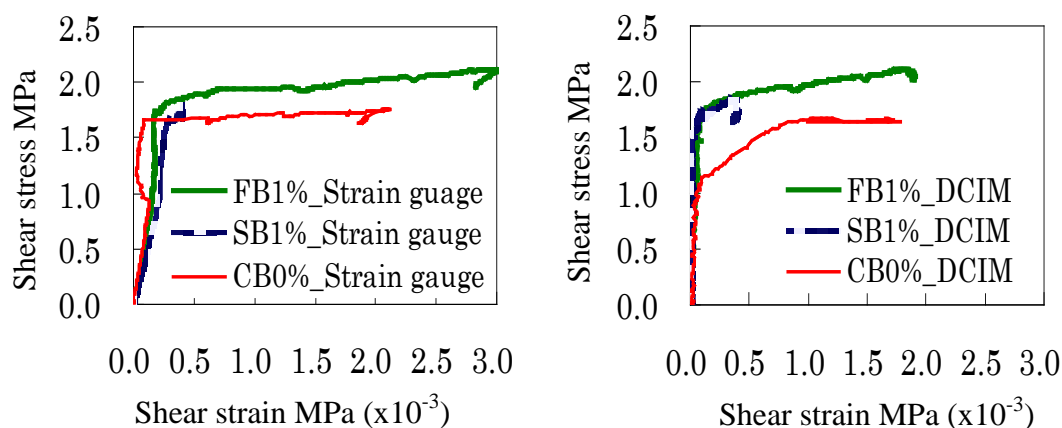 2.5
2.0
1.5
1.0
0.5
0.0
Shear stress MPa
FB1%_Strain guage
SB1%_Strain gauge
CB0%_Strain gauge
0.0 0.5 1.0 1.5 2.0 2.5 3.0
Shear strain MPa (x10⁻³)
2.5
2.0
1.5
1.0
0.5
0.0
Shear stress MPa
FB1%_DCIM
SB1%_DCIM
CB0%_DCIM
0.0 0.5 1.0 1.5 2.0 2.5 3.0
Shear strain MPa (x10⁻³)